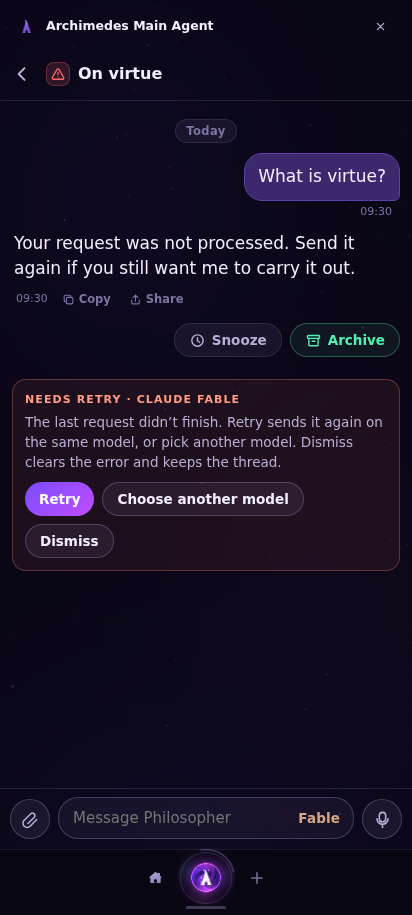 Archimedes Main Agent
On virtue
Today
What is virtue?
09:30
Your request was not processed. Send it
again if you still want me to carry it out.
09:30 Copy Share
Snooze Archive
NEEDS RETRY · CLAUDE FABLE
The last request didn’t finish. Retry sends it again on
the same model, or pick another model. Dismiss
clears the error and keeps the thread.
Retry Choose another model
Dismiss
Message Philosopher Fable